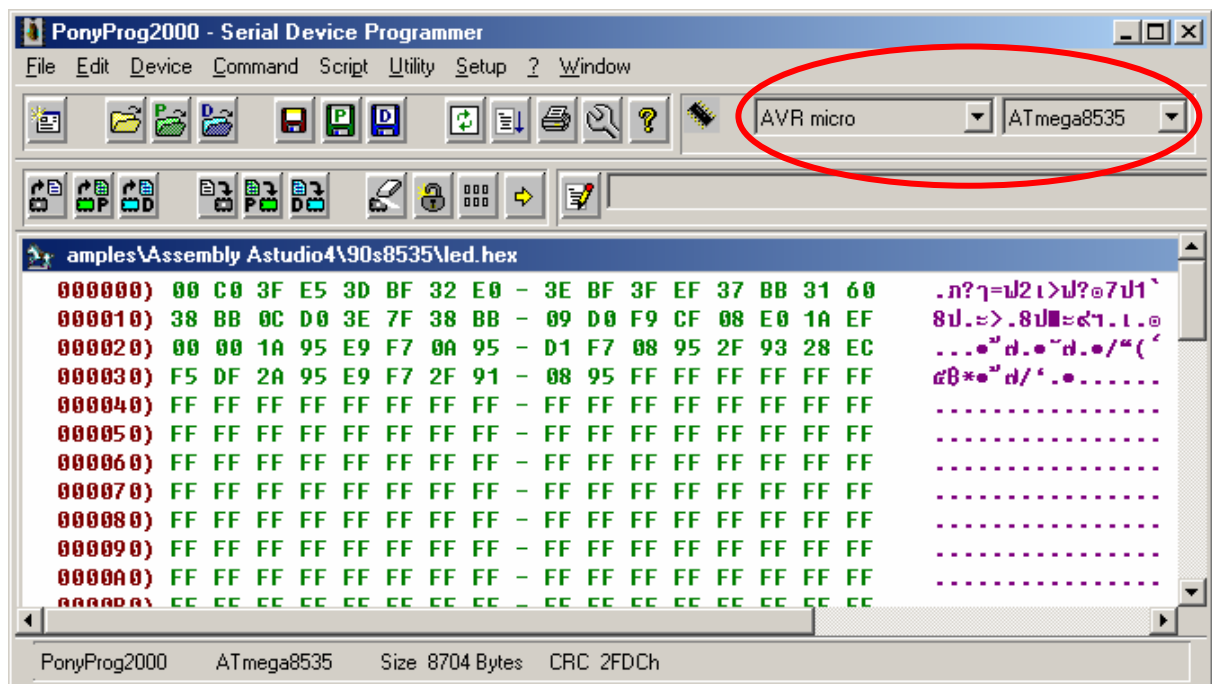 PonyProg2000 - Serial Device Programmer
File Edit Device Command Script Utility Setup ? Window
AVR micro ATmega8535
amples\Assembly Astudio4\90s8535\led.hex
000000) 00 C0 3F E5 3D BF 32 E0 - 3E BF 3F EF 37 BB 31 60
000010) 38 BB 0C D0 3E 7F 38 BB - 09 D0 F9 CF 08 E0 1A EF
000020) 00 00 1A 95 E9 F7 0A 95 - D1 F7 08 95 2F 93 28 EC
000030) F5 DF 2A 95 E9 F7 2F 91 - 08 95 FF FF FF FF FF FF
000040) FF FF FF FF FF FF FF FF - FF FF FF FF FF FF FF FF ................
000050) FF FF FF FF FF FF FF FF - FF FF FF FF FF FF FF FF ................
000060) FF FF FF FF FF FF FF FF - FF FF FF FF FF FF FF FF ................
000070) FF FF FF FF FF FF FF FF - FF FF FF FF FF FF FF FF ................
000080) FF FF FF FF FF FF FF FF - FF FF FF FF FF FF FF FF ................
000090) FF FF FF FF FF FF FF FF - FF FF FF FF FF FF FF FF ................
0000A0) FF FF FF FF FF FF FF FF - FF FF FF FF FF FF FF FF ................
PonyProg2000 ATmega8535 Size 8704 Bytes CRC 2FDCh